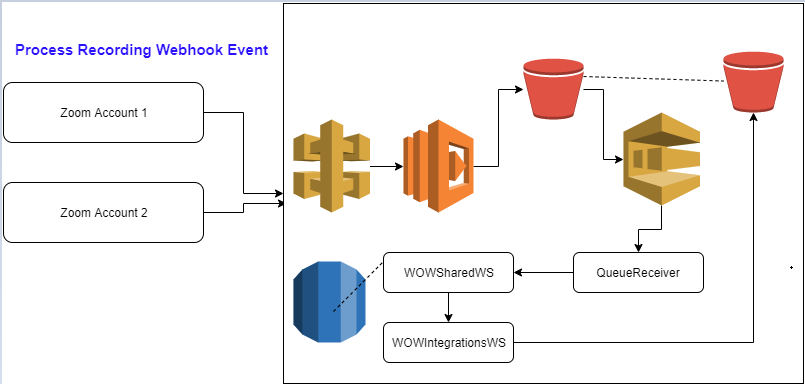 Process Recording Webhook Event
Zoom Account 1
Zoom Account 2
WOWSharedWS
QueueReceiver
WOWIntegrationsWS